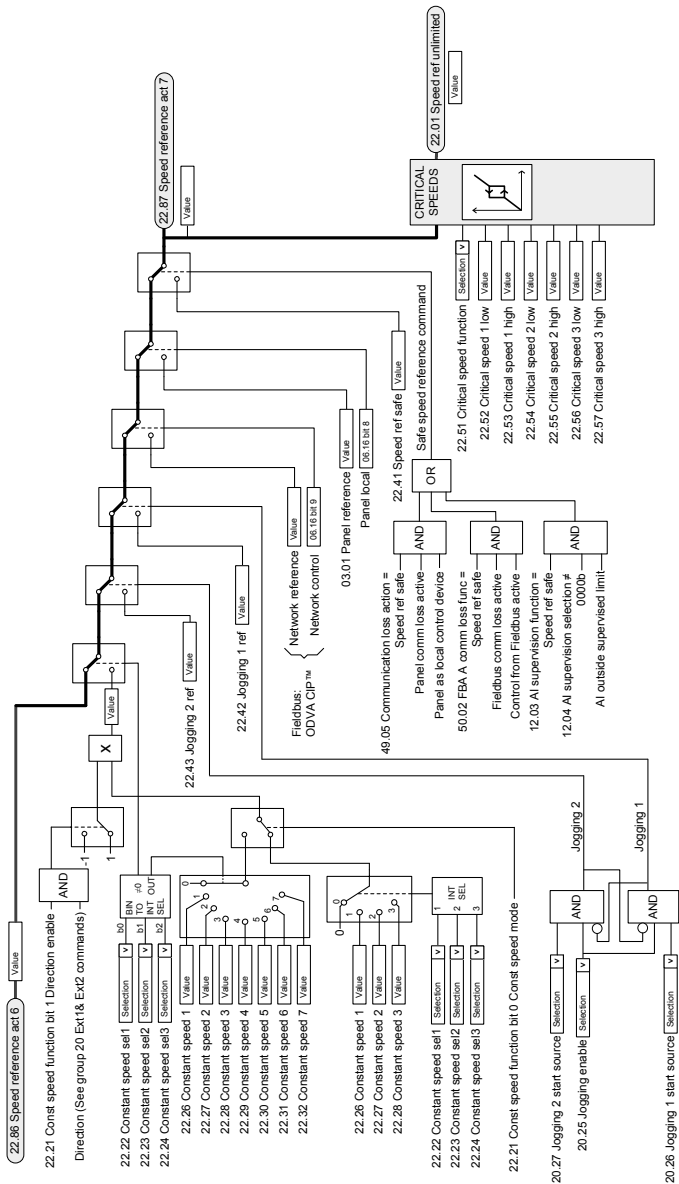 22.86 Speed reference act 6
Value
22.21 Const speed function bit 1 Direction enable
Direction (See group 20 Ext1& Ext2 commands)
AND
-1
1
X
Value
22.22 Constant speed sel1
Selection
v
b0
22.23 Constant speed sel2
Selection
v
b1
22.24 Constant speed sel3
Selection
v
b2
BIN
TO
INT
SEL
≠0
OUT
22.26 Constant speed 1
Value
22.27 Constant speed 2
Value
22.28 Constant speed 3
Value
22.29 Constant speed 4
Value
22.30 Constant speed 5
Value
22.31 Constant speed 6
Value
22.32 Constant speed 7
Value
0
1
2
3
4
5
6
7
22.26 Constant speed 1
Value
22.27 Constant speed 2
Value
22.28 Constant speed 3
Value
0
1
2
3
22.22 Constant speed sel1
Selection
v
1
22.23 Constant speed sel2
Selection
v
2
22.24 Constant speed sel3
Selection
v
3
INT
SEL
22.21 Const speed function bit 0 Const speed mode
20.27 Jogging 2 start source
Selection
v
20.25 Jogging enable
Selection
v
20.26 Jogging 1 start source
Selection
v
AND
AND
Jogging 2
Jogging 1
22.43 Jogging 2 ref
Value
22.42 Jogging 1 ref
Value
Fieldbus:
ODVA CIP™
{
Network reference
Value
Network control
06.16 bit 9
03.01 Panel reference
Value
Panel local
06.16 bit 8
22.41 Speed ref safe
Value
Safe speed reference command
49.05 Communication loss action =
Speed ref safe
Panel comm loss active
Panel as local control device
AND
50.02 FBA A comm loss func =
Speed ref safe
Fieldbus comm loss active
Control from Fieldbus active
AND
12.03 AI supervision function =
Speed ref safe
12.04 AI supervision selection ≠
0000b
AI outside supervised limit
AND
OR
22.87 Speed reference act 7
Value
CRITICAL
SPEEDS
22.51 Critical speed function
Selection
v
22.52 Critical speed 1 low
Value
22.53 Critical speed 1 high
Value
22.54 Critical speed 2 low
Value
22.55 Critical speed 2 high
Value
22.56 Critical speed 3 low
Value
22.57 Critical speed 3 high
Value
22.01 Speed ref unlimited
Value